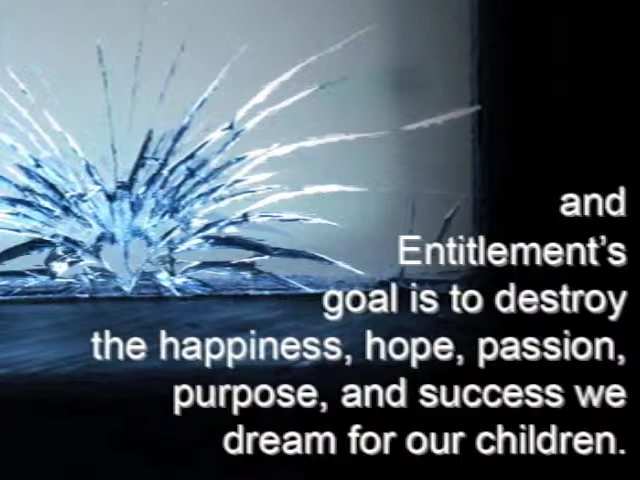 and
Entitlement’s
goal is to destroy
the happiness, hope, passion,
purpose, and success we
dream for our children.